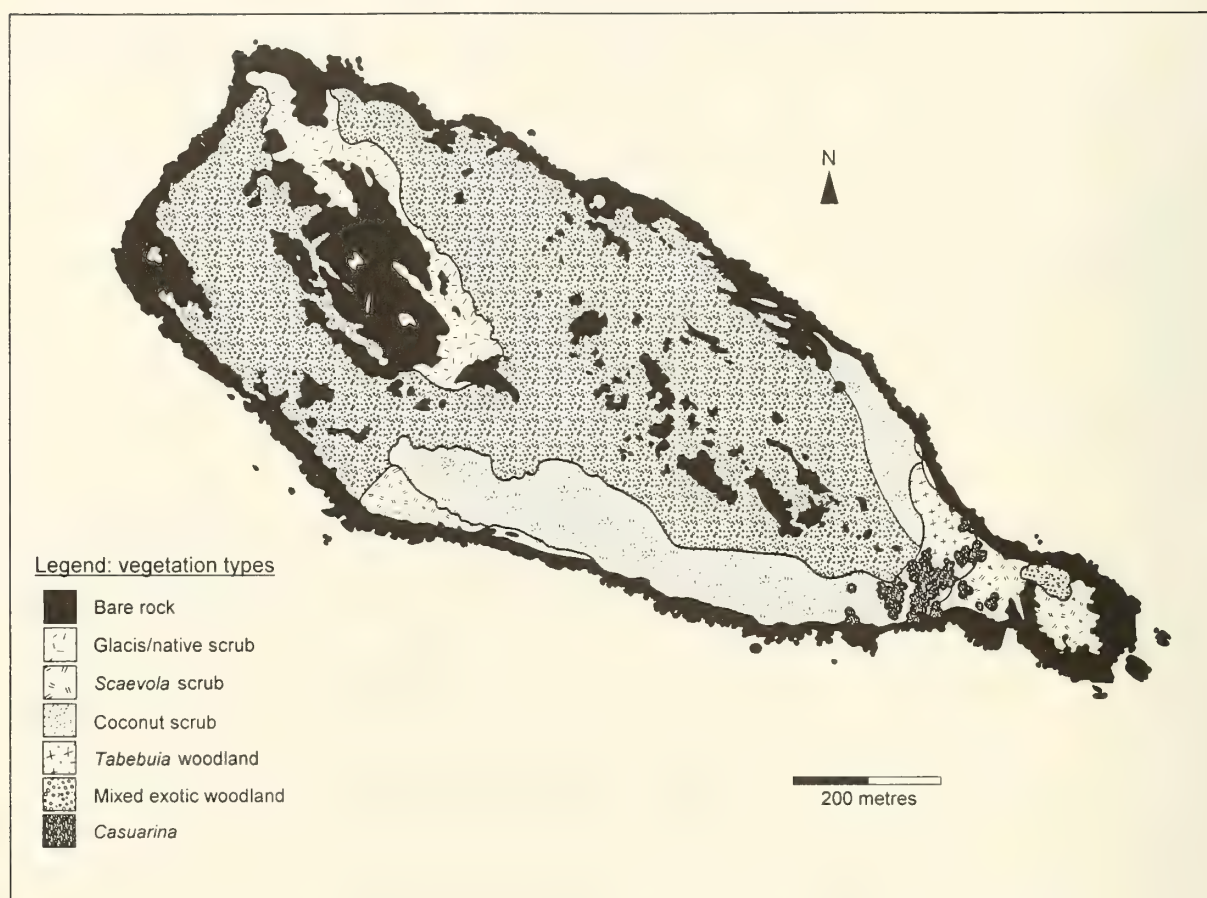 N
Legend: vegetation types
Bare rock
Glacis/native scrub
Scaevola scrub
Coconut scrub
Tabebuia woodland
Mixed exotic woodland
Casuarina
200 metres